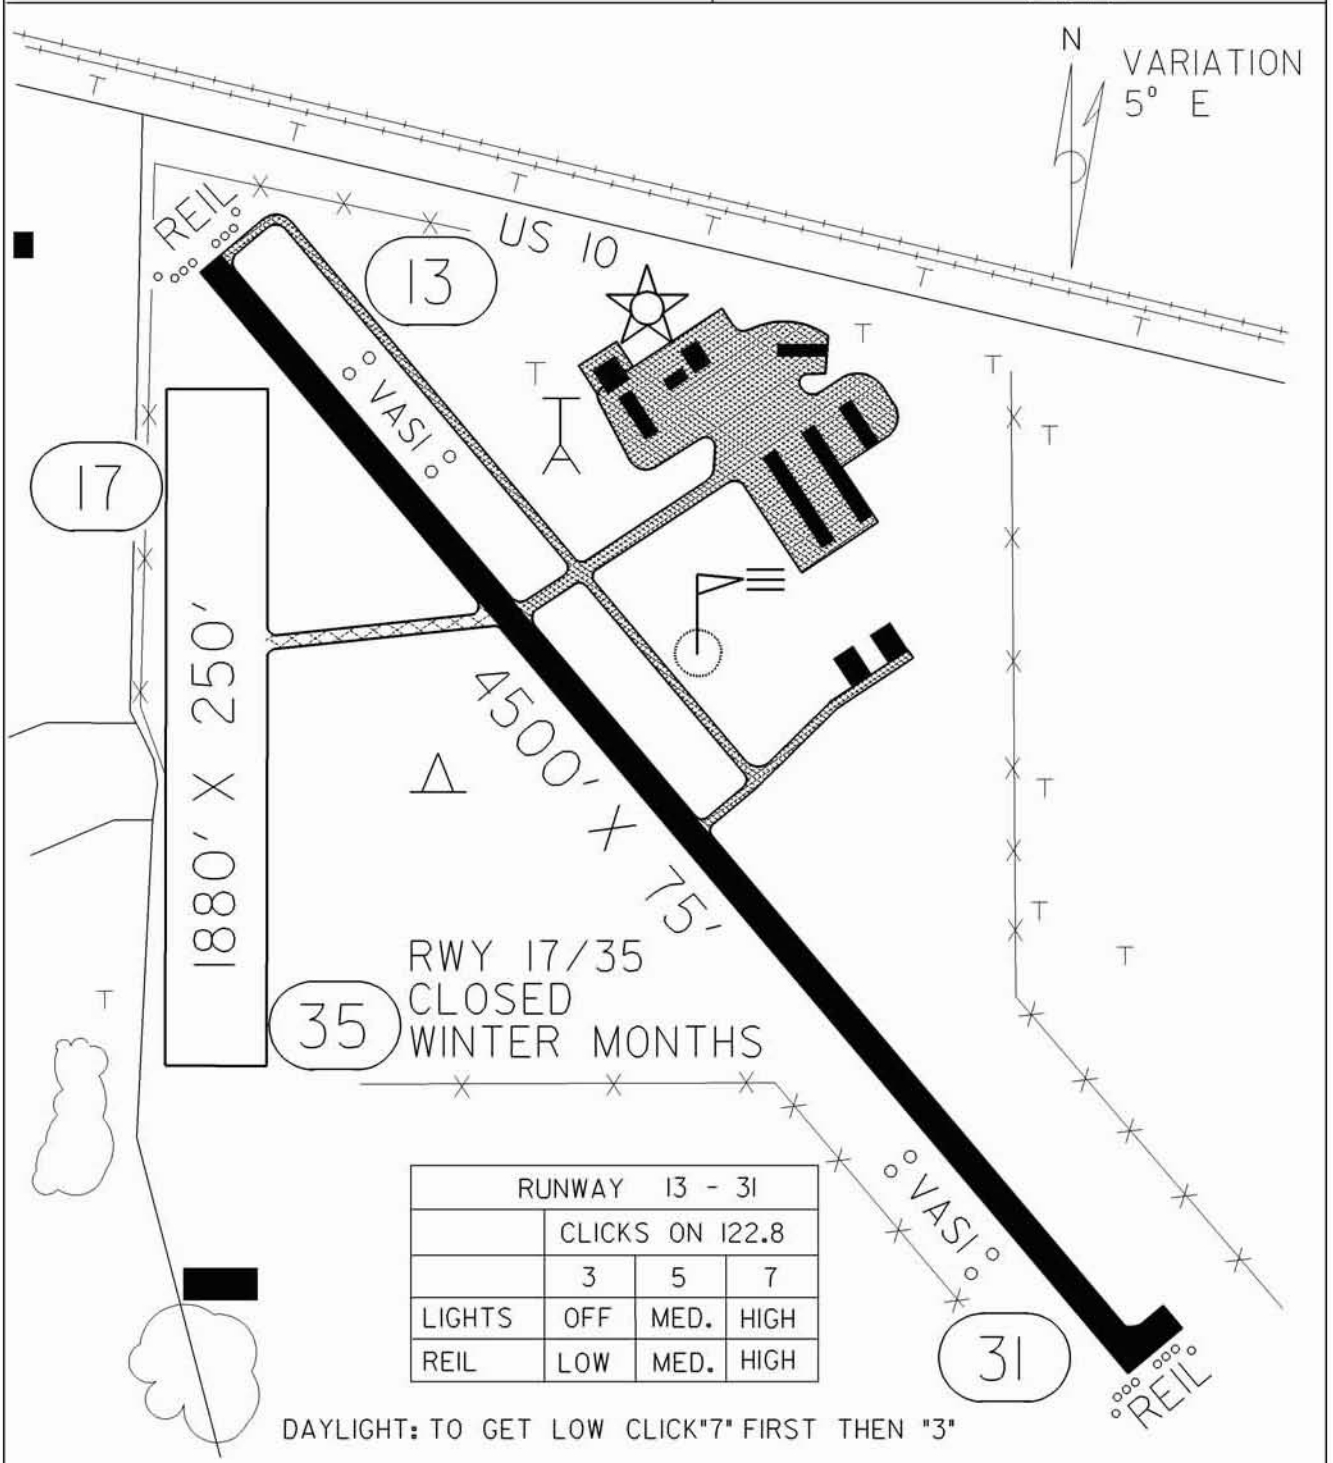 N
VARIATION
5° E
T
T
T
T
T
T
REIL
US 10
13
T
T
T
T
VASI
17
1880' X 250'
4500' X 75'
T
T
T
T
RWY 17/35
CLOSED
WINTER MONTHS
35
VASI
RUNWAY 13 - 31
CLICKS ON 122.8
3 5 7
LIGHTS OFF MED. HIGH
REIL LOW MED. HIGH
31
REIL
DAYLIGHT: TO GET LOW CLICK"7" FIRST THEN "3"